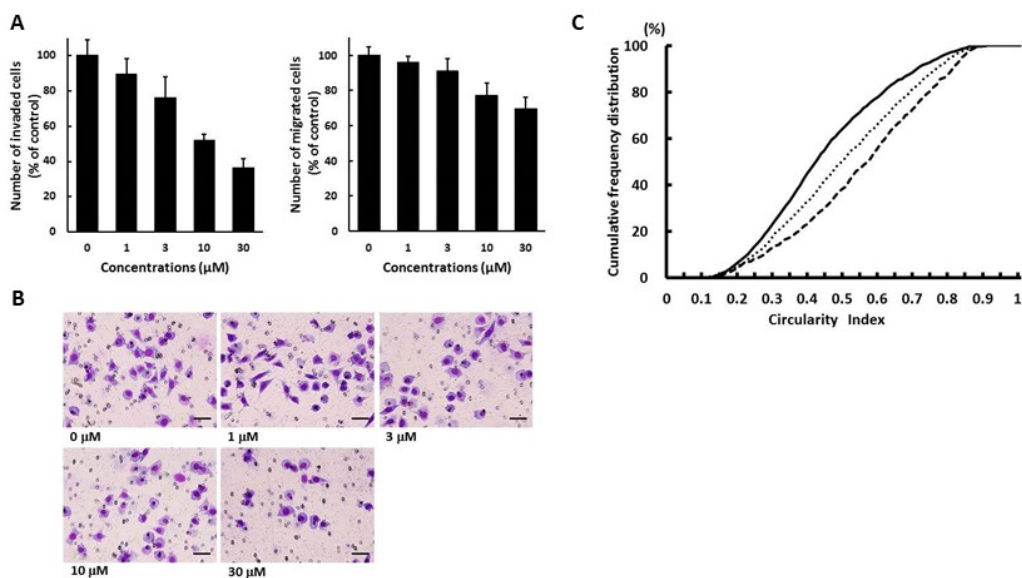 A
Number of invaded cells
(% of control)
100
80
60
40
20
0
0 1 3 10 30
Concentrations (μM)
Number of migrated cells
(% of control)
100
80
60
40
20
0
0 1 3 10 30
Concentrations (μM)
B
0 μM
1 μM
3 μM
10 μM
30 μM
C
(%)
Cumulative frequency distribution
100
80
60
40
20
0
0 0.1 0.2 0.3 0.4 0.5 0.6 0.7 0.8 0.9 1
Circularity Index